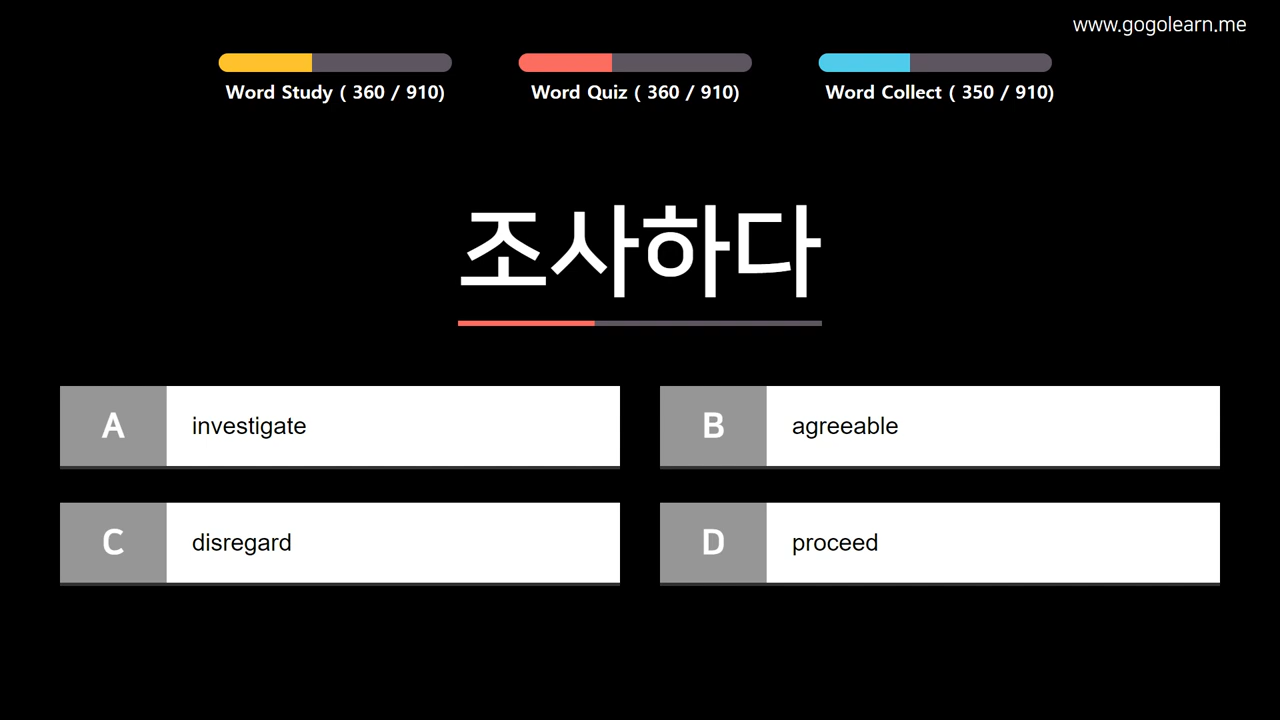 www.gogolearn.me
Word Study ( 360 / 910)
Word Quiz ( 360 / 910)
Word Collect ( 350 / 910)
조사하다
A investigate
B agreeable
C disregard
D proceed